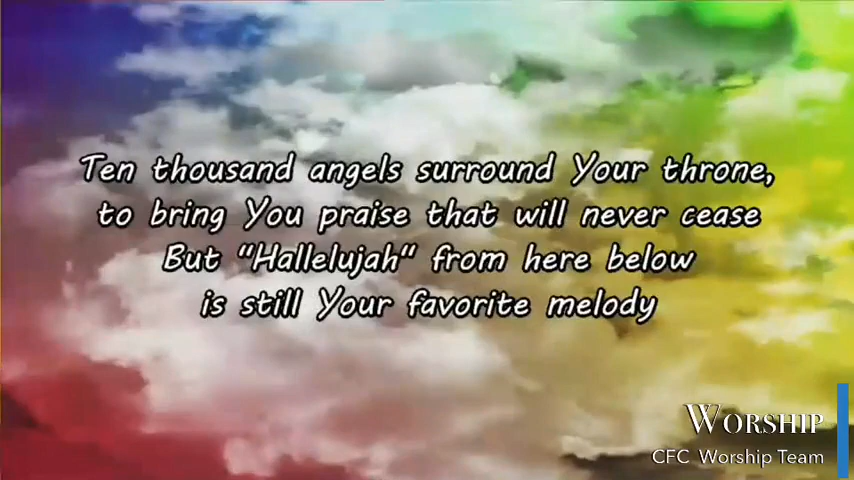 Ten thousand angels surround Your throne,
to bring You praise that will never cease
But “Hallelujah“ from here below
is still Your favorite melody
Worship
CFC Worship Team